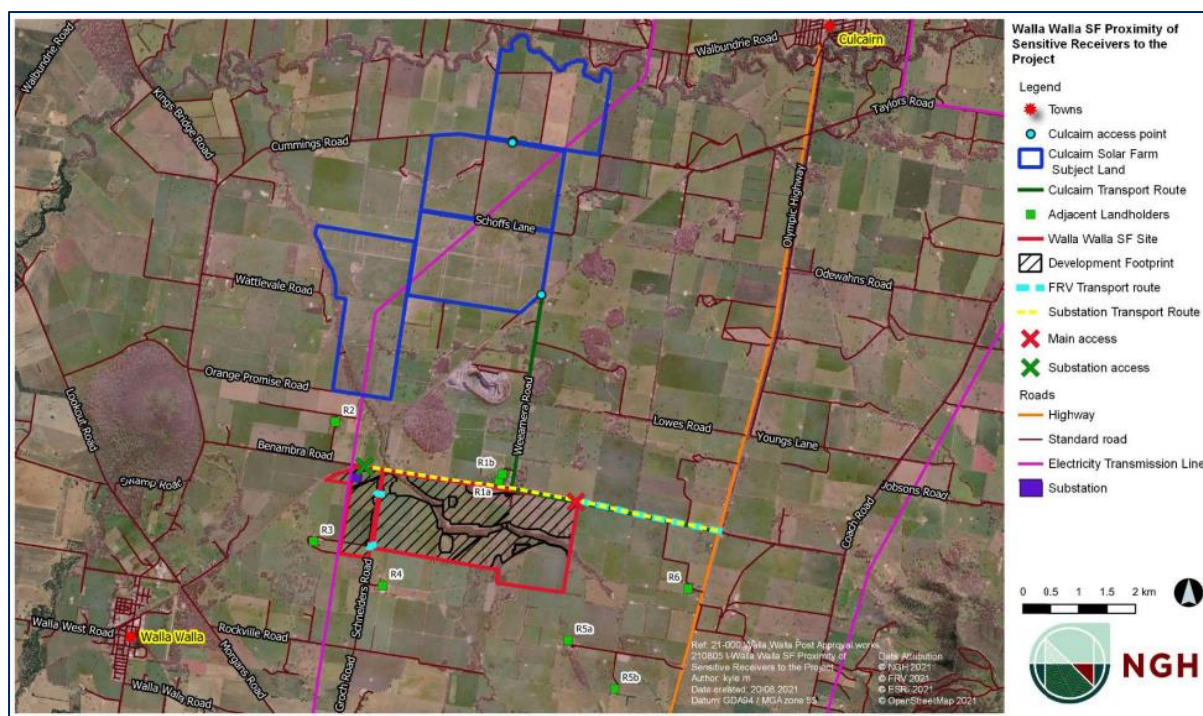 Walbundrie Road
Walbundrie Road
Culcairn
Kings Bridge Road
Taylors Road
Cummings Road
Olympic Highway
Schoffs Lane
Odewahns Road
Wattlevale Road
Orange Promise Road
Weeamera Road
Lookout Road
R2
Lowes Road
Youngs Lane
Benambra Road
R1b
Swamp Road
R1a
Jobsons Road
Coach Road
R3
R4
R6
Schneiders Road
Walla West Road
Walla Walla
Rockville Road
Morgans Road
R5a
R5b
Groch Road
Walla Walla Road
Ref: 21-000 Walla Walla Post Approval works
210805 I-Walla Walla SF Proximity of
Sensitive Receivers to the Project
Author: kyle m
Date created: 20.08.2021
Datum: GDA94 / MGA zone 55
Data Attribution
© NGH 2021
© FRV 2021
© ESRI 2021
© OpenStreetMap 2021
Walla Walla SF Proximity of
Sensitive Receivers to the
Project
Legend
Towns
Culcairn access point
Culcairn Solar Farm
Subject Land
Culcairn Transport Route
Adjacent Landholders
Walla Walla SF Site
Development Footprint
FRV Transport route
Substation Transport Route
Main access
Substation access
Roads
Highway
Standard road
Electricity Transmission Line
Substation
0 0.5 1 1.5 2 km
NGH